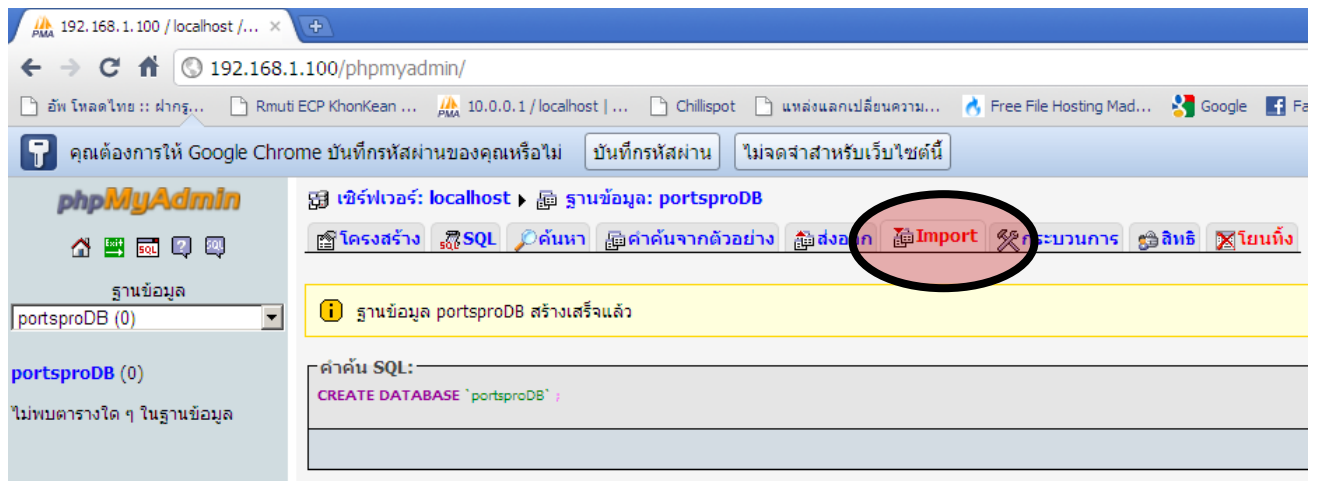 192.168.1.100 / localhost /...
192.168.1.100/phpmyadmin/
อัพ โหลดไทย :: ฝากรู... Rmuti ECP KhonKean ... PMA 10.0.0.1 / localhost | ... Chillispot แหล่งแลกเปลี่ยนความ... Free File Hosting Mad... Google Fa
คุณต้องการให้ Google Chrome บันทึกรหัสผ่านของคุณหรือไม่ บันทึกรหัสผ่าน ไม่จดจำสำหรับเว็บไซต์นี้
phpMyAdmin
เซิร์ฟเวอร์: localhost ฐานข้อมูล: portsproDB
โครงสร้าง SQL ค้นหา คำค้นจากตัวอย่าง ส่งออก Import กระบวนการ สิทธิ โยนทิ้ง
ฐานข้อมูล
portsproDB (0)
ฐานข้อมูล portsproDB สร้างเสร็จแล้ว
portsproDB (0)
ไม่พบตารางใด ๆ ในฐานข้อมูล
คำค้น SQL:
CREATE DATABASE `portsproDB` ;